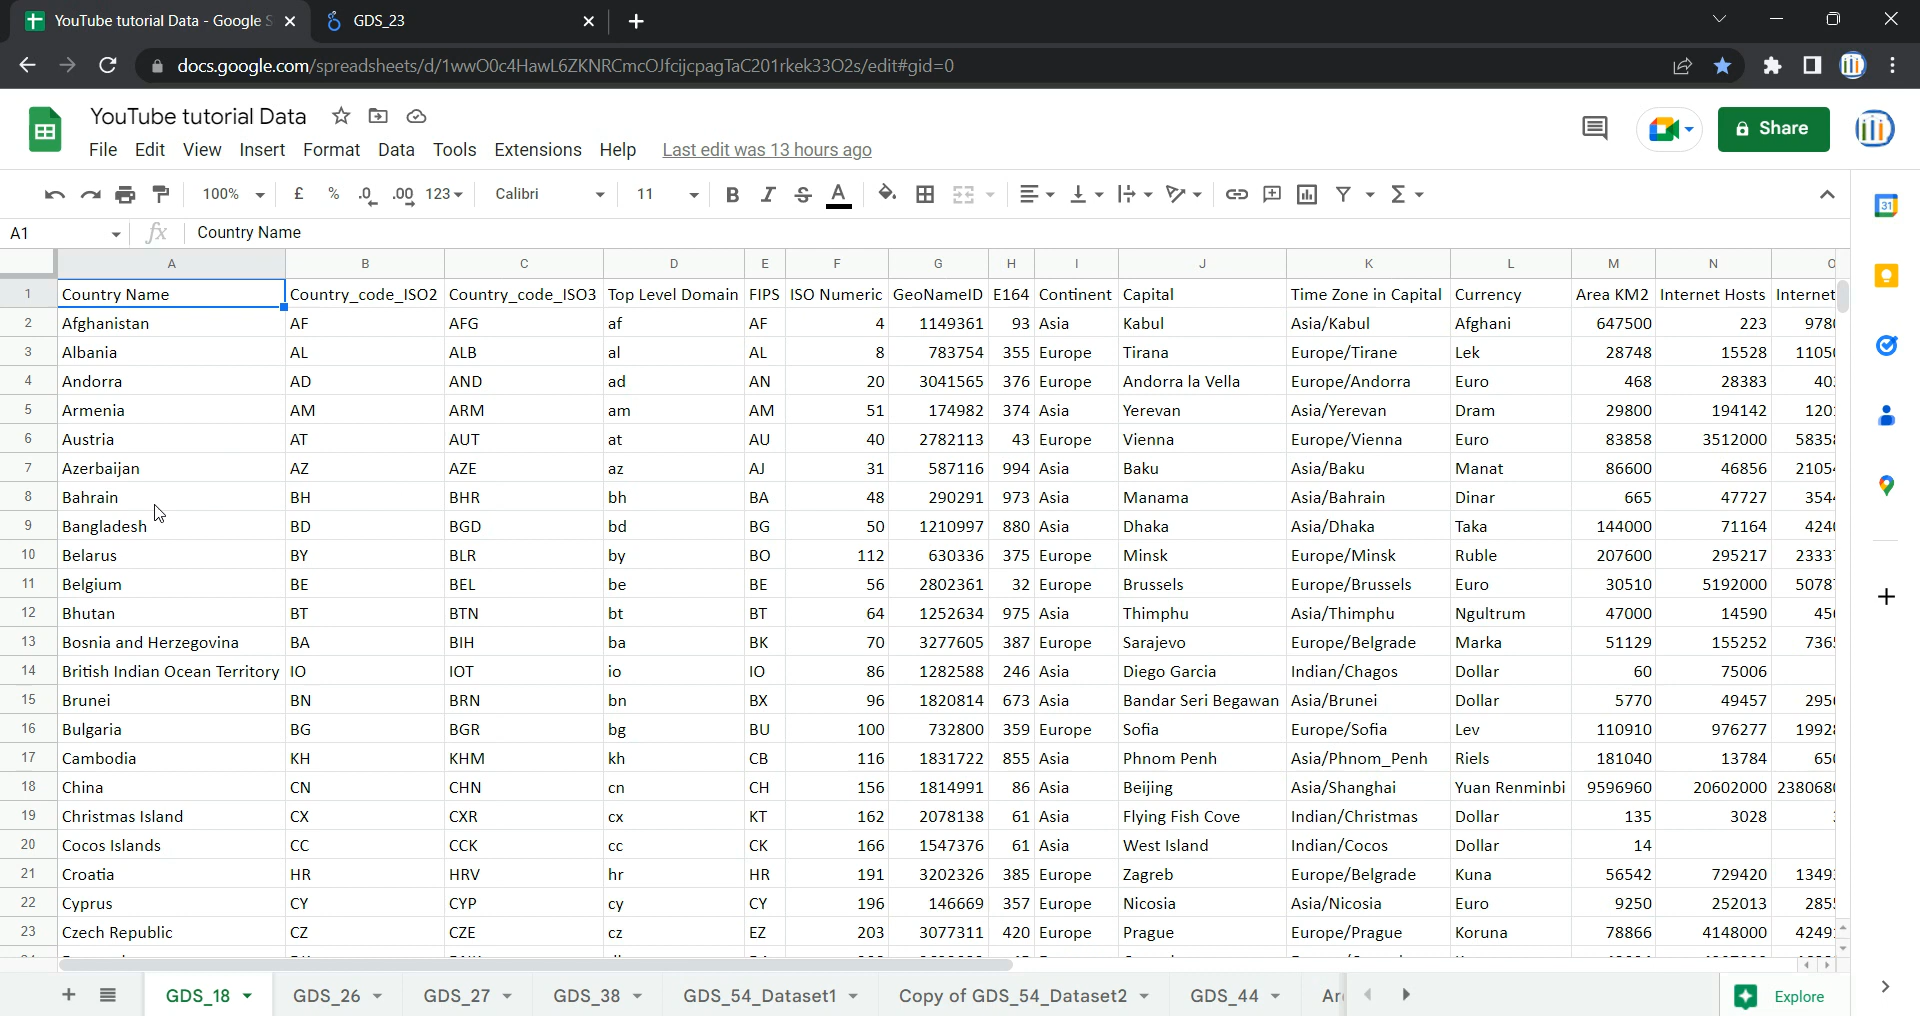 YouTube tutorial Data - Google S
GDS_23
docs.google.com/spreadsheets/d/1wwO0c4HawL6ZKNRCmcOJfcijcpagTaC201rkek33O2s/edit#gid=0
YouTube tutorial Data
File Edit View Insert Format Data Tools Extensions Help Last edit was 13 hours ago
Share
100% £ % .0 .00 123 Calibri 11 B I S A
A1 fx Country Name
A B C D E F G H I J K L M N O
1 Country Name Country_code_ISO2 Country_code_ISO3 Top Level Domain FIPS ISO Numeric GeoNameID E164 Continent Capital Time Zone in Capital Currency Area KM2 Internet Hosts Internet
2 Afghanistan AF AFG af AF 4 1149361 93 Asia Kabul Asia/Kabul Afghani 647500 223
3 Albania AL ALB al AL 8 783754 355 Europe Tirana Europe/Tirane Lek 28748 15528
4 Andorra AD AND ad AN 20 3041565 376 Europe Andorra la Vella Europe/Andorra Euro 468 28383
5 Armenia AM ARM am AM 51 174982 374 Asia Yerevan Asia/Yerevan Dram 29800 194142
6 Austria AT AUT at AU 40 2782113 43 Europe Vienna Europe/Vienna Euro 83858 3512000
7 Azerbaijan AZ AZE az AJ 31 587116 994 Asia Baku Asia/Baku Manat 86600 46856
8 Bahrain BH BHR bh BA 48 290291 973 Asia Manama Asia/Bahrain Dinar 665 47727
9 Bangladesh BD BGD bd BG 50 1210997 880 Asia Dhaka Asia/Dhaka Taka 144000 71164
10 Belarus BY BLR by BO 112 630336 375 Europe Minsk Europe/Minsk Ruble 207600 295217
11 Belgium BE BEL be BE 56 2802361 32 Europe Brussels Europe/Brussels Euro 30510 5192000
12 Bhutan BT BTN bt BT 64 1252634 975 Asia Thimphu Asia/Thimphu Ngultrum 47000 14590
13 Bosnia and Herzegovina BA BIH ba BK 70 3277605 387 Europe Sarajevo Europe/Belgrade Marka 51129 155252
14 British Indian Ocean Territory IO IOT io IO 86 1282588 246 Asia Diego Garcia Indian/Chagos Dollar 60 75006
15 Brunei BN BRN bn BX 96 1820814 673 Asia Bandar Seri Begawan Asia/Brunei Dollar 5770 49457
16 Bulgaria BG BGR bg BU 100 732800 359 Europe Sofia Europe/Sofia Lev 110910 976277
17 Cambodia KH KHM kh CB 116 1831722 855 Asia Phnom Penh Asia/Phnom_Penh Riels 181040 13784
18 China CN CHN cn CH 156 1814991 86 Asia Beijing Asia/Shanghai Yuan Renminbi 9596960 20602000
19 Christmas Island CX CXR cx KT 162 2078138 61 Asia Flying Fish Cove Indian/Christmas Dollar 135 3028
20 Cocos Islands CC CCK cc CK 166 1547376 61 Asia West Island Indian/Cocos Dollar 14
21 Croatia HR HRV hr HR 191 3202326 385 Europe Zagreb Europe/Belgrade Kuna 56542 729420
22 Cyprus CY CYP cy CY 196 146669 357 Europe Nicosia Asia/Nicosia Euro 9250 252013
23 Czech Republic CZ CZE cz EZ 203 3077311 420 Europe Prague Europe/Prague Koruna 78866 4148000
GDS_18 GDS_26 GDS_27 GDS_38 GDS_54_Dataset1 Copy of GDS_54_Dataset2 GDS_44 Explore